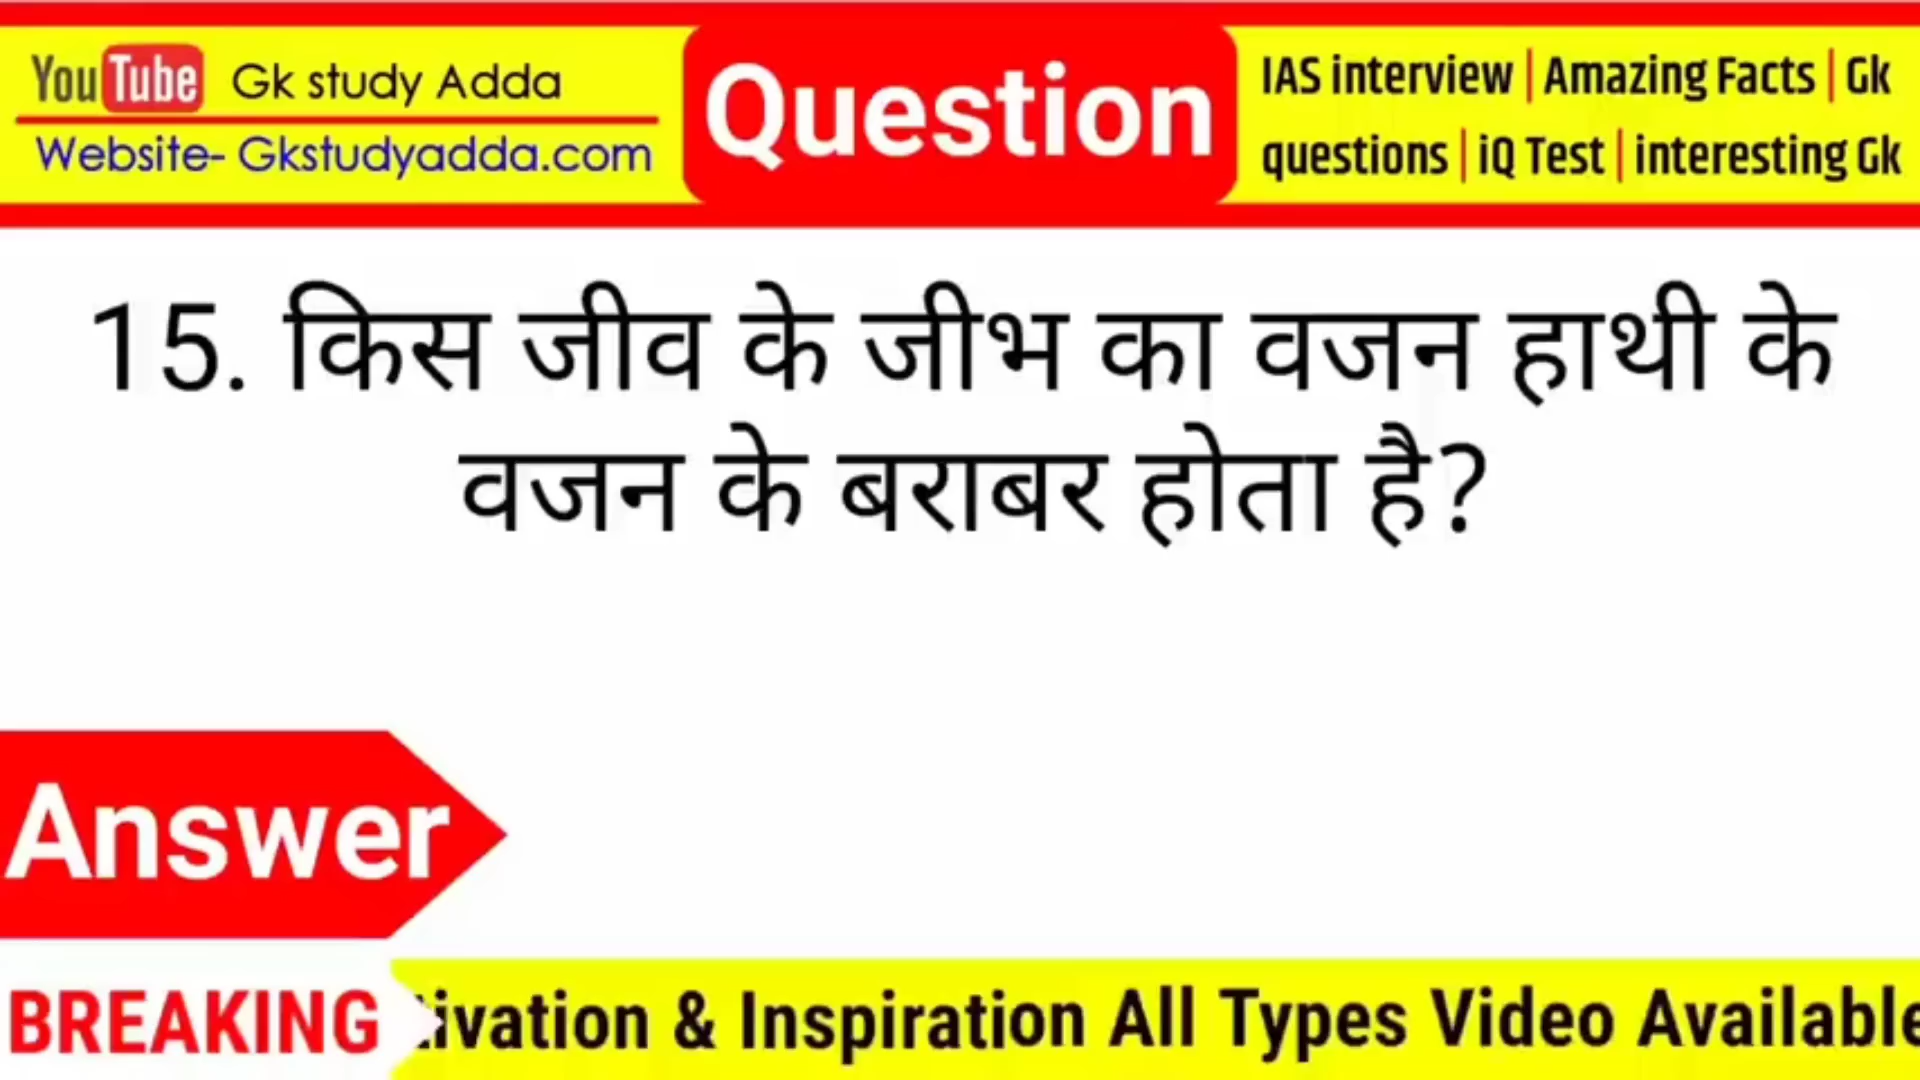 YouTube Gk study Adda
Website- Gkstudyadda.com
Question
IAS interview | Amazing Facts | Gk
questions | iQ Test | interesting Gk
15. किस जीव के जीभ का वजन हाथी के
वजन के बराबर होता है?
Answer
BREAKING
ivation & Inspiration All Types Video Available